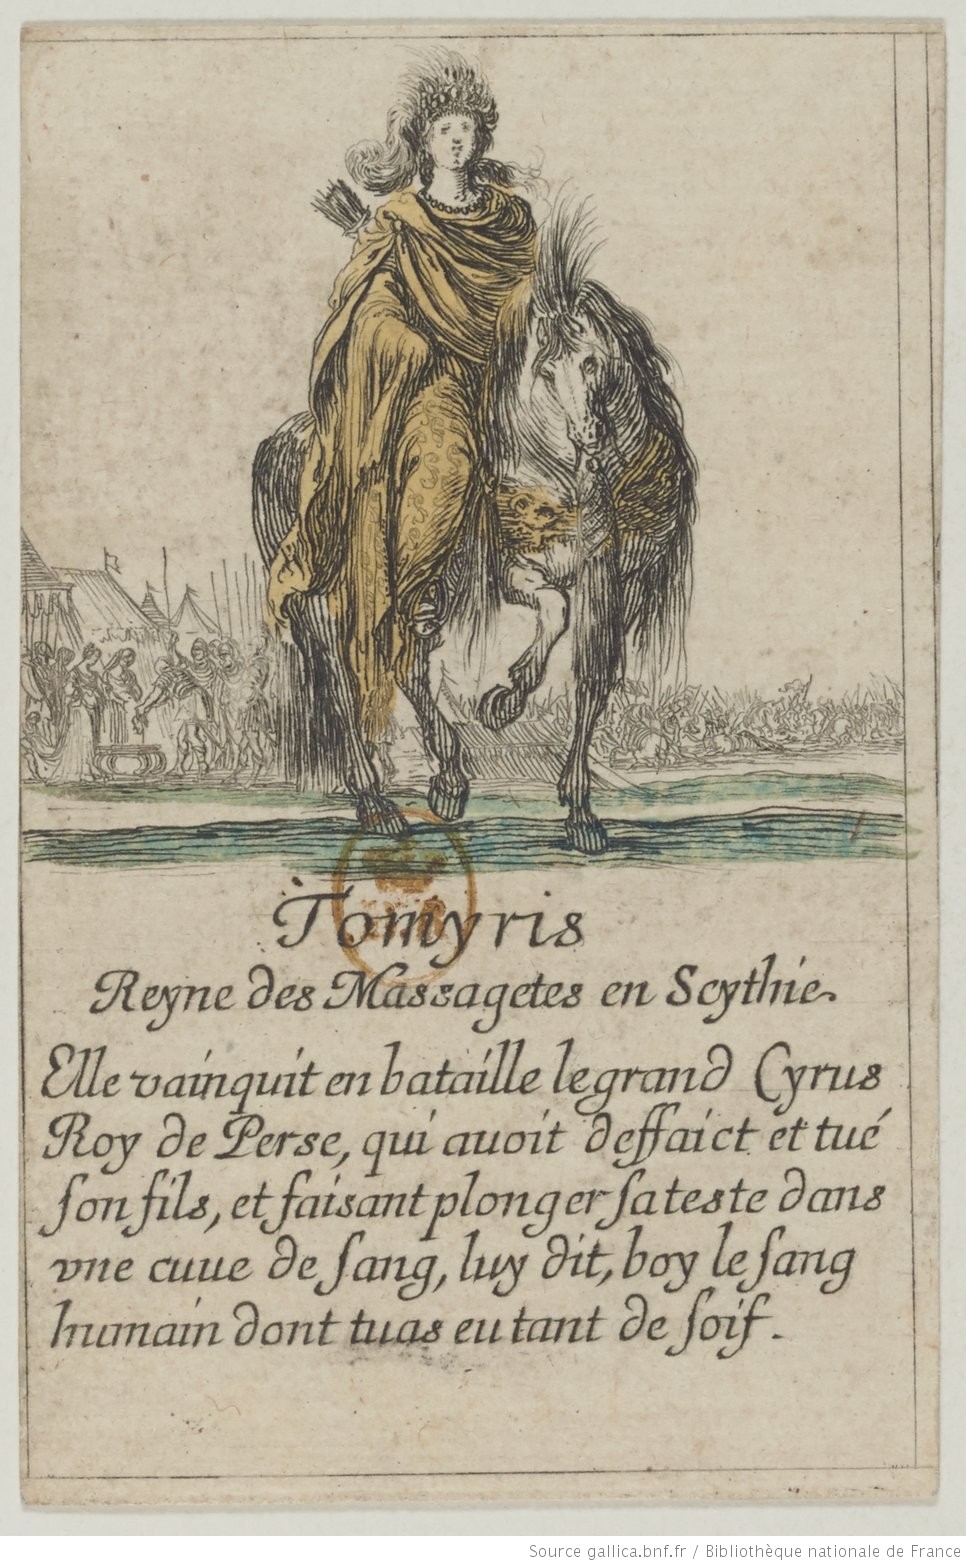 Tomyris
Reyne des Massagetes en Scythie.
Elle vainquit en bataille le grand Cyrus
Roy de Perse, qui auoit deffaict et tué
ſon fils, et faisant plonger ſa teste dans
vne cuue de ſang, luy dit, boy le ſang
humain dont tu as eu tant de ſoif.
Source gallica.bnf.fr / Bibliothèque nationale de France